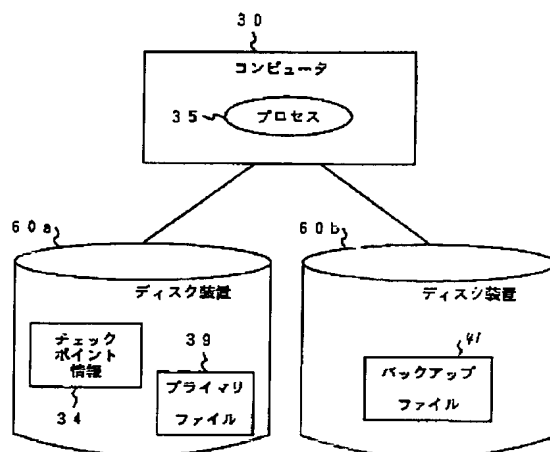 ３０
コンピュータ
３５
プロセス
６０a
６０b
ディスク装置
ディスク装置
チェック
ポイント
情報
３４
３９
プライマリ
ファイル
41
バックアップ
ファイル